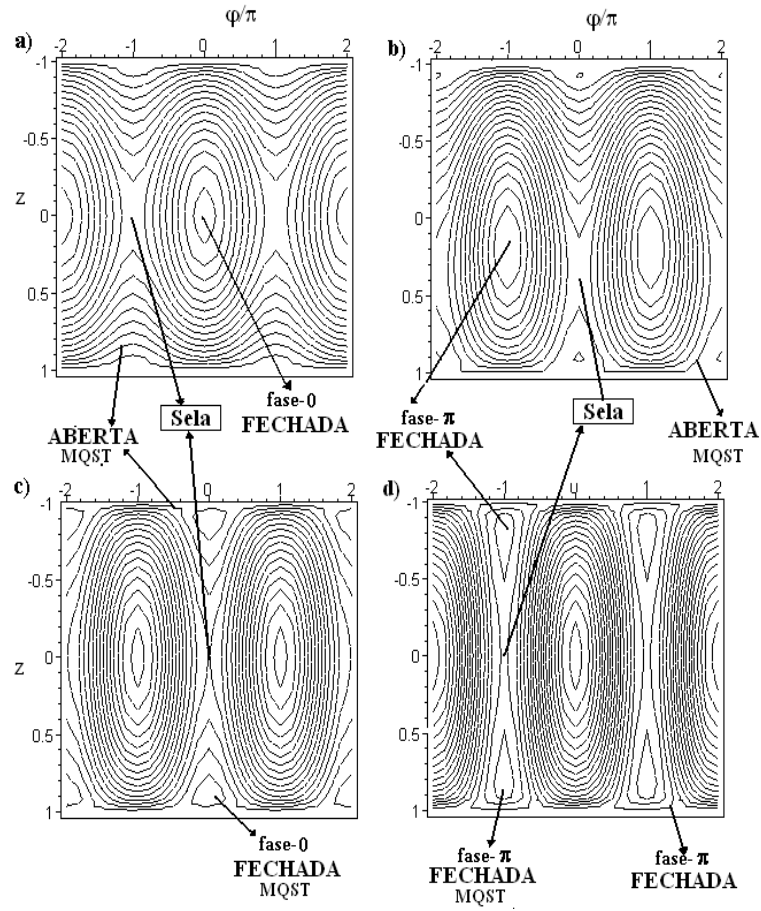 φ/π
φ/π
a)
-2 -1 0 1 2
-1
-0.5
z
0
0.5
1
b)
-2 -1 0 1 2
-1
-0.5
0
0.5
1
fase-0
FECHADA
Sela
ABERTA
MQST
fase-π
FECHADA
Sela
ABERTA
MQST
c)
-2 -1 0 1 2
-1
-0.5
z
0
0.5
1
d)
-2 -1 0 1 2
-1
-0.5
0
0.5
1
fase-0
FECHADA
MQST
fase-π
FECHADA
MQST
fase-π
FECHADA